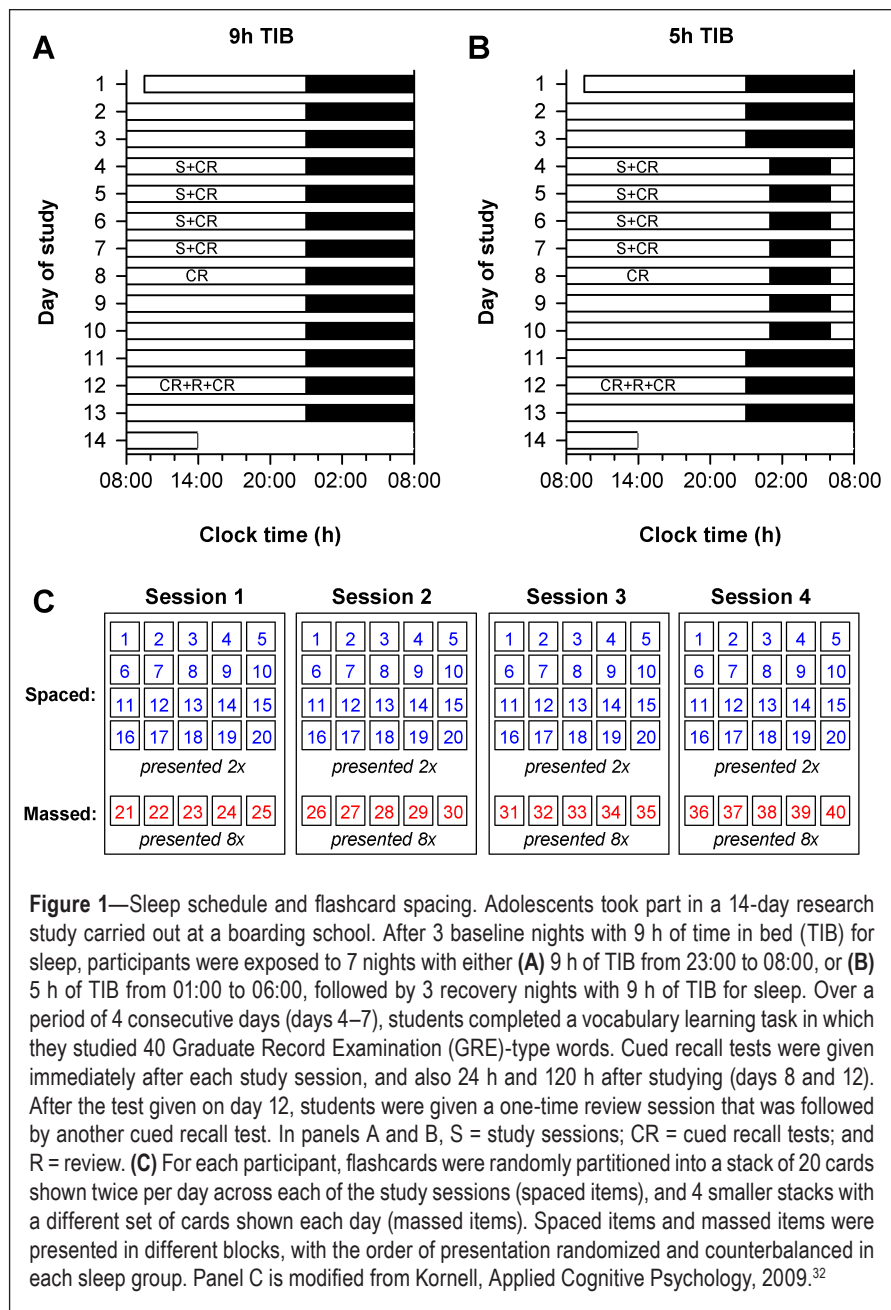 A
9h TIB
B
5h TIB
Day of study
1
2
3
4 S+CR
5 S+CR
6 S+CR
7 S+CR
8 CR
9
10
11
12 CR+R+CR
13
14
08:00 14:00 20:00 02:00 08:00
Clock time (h)
Day of study
1
2
3
4 S+CR
5 S+CR
6 S+CR
7 S+CR
8 CR
9
10
11
12 CR+R+CR
13
14
08:00 14:00 20:00 02:00 08:00
Clock time (h)
C
Session 1 Session 2 Session 3 Session 4
Spaced:
1 2 3 4 5 1 2 3 4 5 1 2 3 4 5 1 2 3 4 5
6 7 8 9 10 6 7 8 9 10 6 7 8 9 10 6 7 8 9 10
11 12 13 14 15 11 12 13 14 15 11 12 13 14 15 11 12 13 14 15
16 17 18 19 20 16 17 18 19 20 16 17 18 19 20 16 17 18 19 20
presented 2x presented 2x presented 2x presented 2x
Massed: 21 22 23 24 25 26 27 28 29 30 31 32 33 34 35 36 37 38 39 40
presented 8x presented 8x presented 8x presented 8x
Figure 1—Sleep schedule and flashcard spacing. Adolescents took part in a 14-day research
study carried out at a boarding school. After 3 baseline nights with 9 h of time in bed (TIB) for
sleep, participants were exposed to 7 nights with either (A) 9 h of TIB from 23:00 to 08:00, or (B)
5 h of TIB from 01:00 to 06:00, followed by 3 recovery nights with 9 h of TIB for sleep. Over a
period of 4 consecutive days (days 4–7), students completed a vocabulary learning task in which
they studied 40 Graduate Record Examination (GRE)-type words. Cued recall tests were given
immediately after each study session, and also 24 h and 120 h after studying (days 8 and 12).
After the test given on day 12, students were given a one-time review session that was followed
by another cued recall test. In panels A and B, S = study sessions; CR = cued recall tests; and
R = review. (C) For each participant, flashcards were randomly partitioned into a stack of 20 cards
shown twice per day across each of the study sessions (spaced items), and 4 smaller stacks with
a different set of cards shown each day (massed items). Spaced items and massed items were
presented in different blocks, with the order of presentation randomized and counterbalanced in
each sleep group. Panel C is modified from Kornell, Applied Cognitive Psychology, 2009.³²